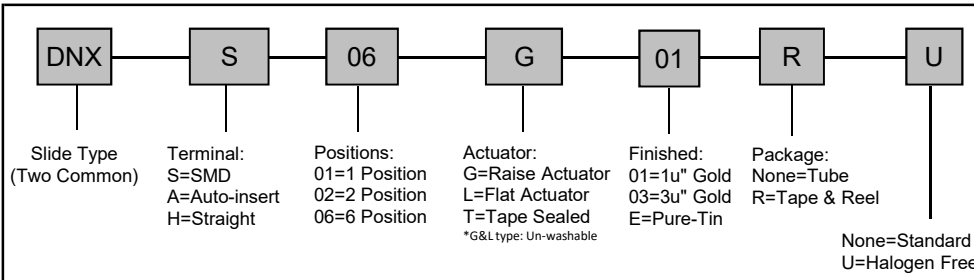 DNX S 06 G 01 R U
Slide Type
(Two Common)
Terminal:
S=SMD
A=Auto-insert
H=Straight
Positions:
01=1 Position
02=2 Position
06=6 Position
Actuator:
G=Raise Actuator
L=Flat Actuator
T=Tape Sealed
*G&L type: Un-washable
Finished:
01=1u" Gold
03=3u" Gold
E=Pure-Tin
Package:
None=Tube
R=Tape & Reel
None=Standard
U=Halogen Free